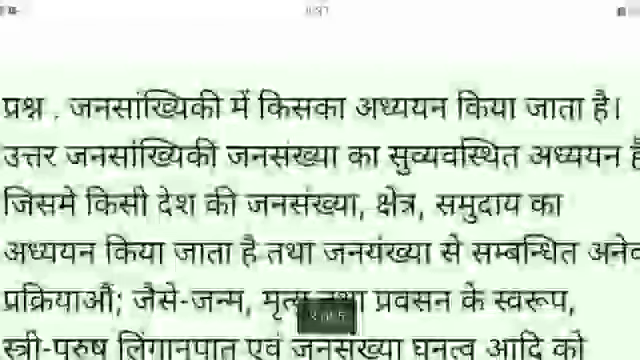 प्रश्न . जनसांख्यिकी में किसका अध्ययन किया जाता है।
उत्तर जनसांख्यिकी जनसंख्या का सुव्यवस्थित अध्ययन है
जिसमे किसी देश की जनसंख्या, क्षेत्र, समुदाय का
अध्ययन किया जाता है तथा जनयंख्या से सम्बन्धित अनेक
प्रक्रियाओं; जैसे-जन्म, मृत्यु तथा प्रवसन के स्वरूप,
स्त्री-पुरुष लिंगानुपात एवं जनसंख्या घनत्व आदि को